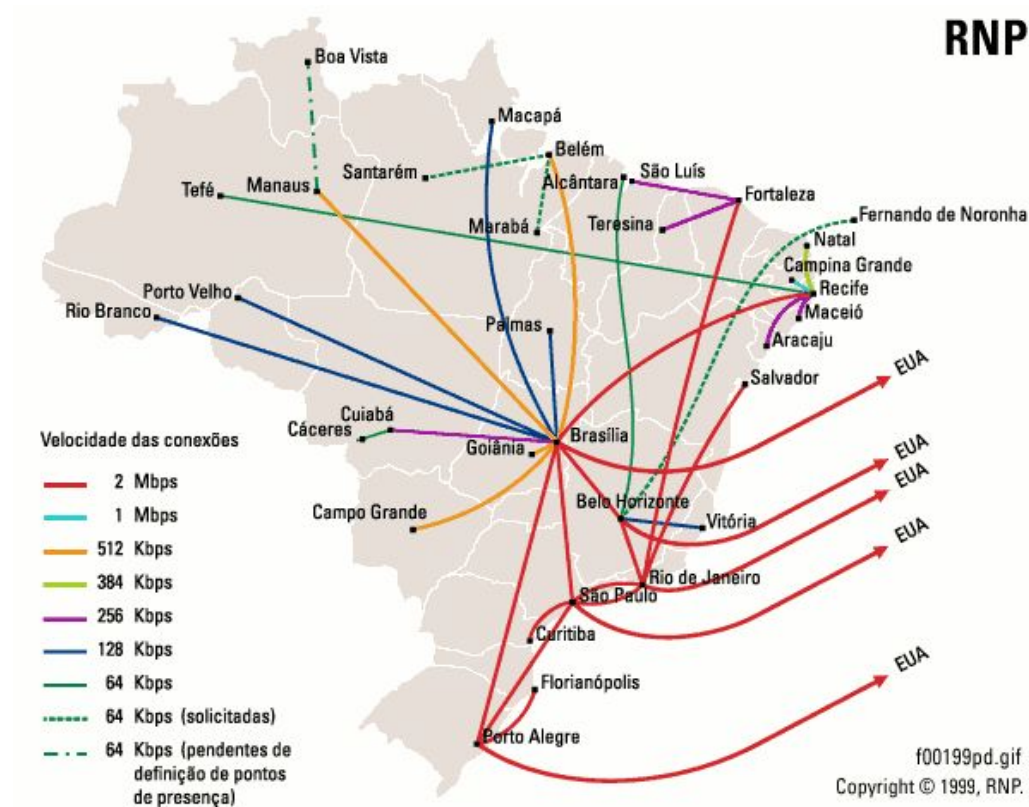 RNP
Boa Vista
Macapá
Belém
Santarém
Alcântara
São Luís
Manaus
Tefé
Fortaleza
Marabá
Teresina
Fernando de Noronha
Natal
Campina Grande
Recife
Porto Velho
Rio Branco
Maceió
Palmas
Aracaju
Salvador
EUA
Cuiabá
Cáceres
Brasília
Goiânia
EUA
EUA
Campo Grande
Belo Horizonte
Vitória
EUA
Rio de Janeiro
São Paulo
Curitiba
EUA
Florianópolis
Porto Alegre
Velocidade das conexões
2 Mbps
1 Mbps
512 Kbps
384 Kbps
256 Kbps
128 Kbps
64 Kbps
64 Kbps (solicitadas)
64 Kbps (pendentes de
definição de pontos
de presença)
f00199pd.gif
Copyright © 1999, RNP.